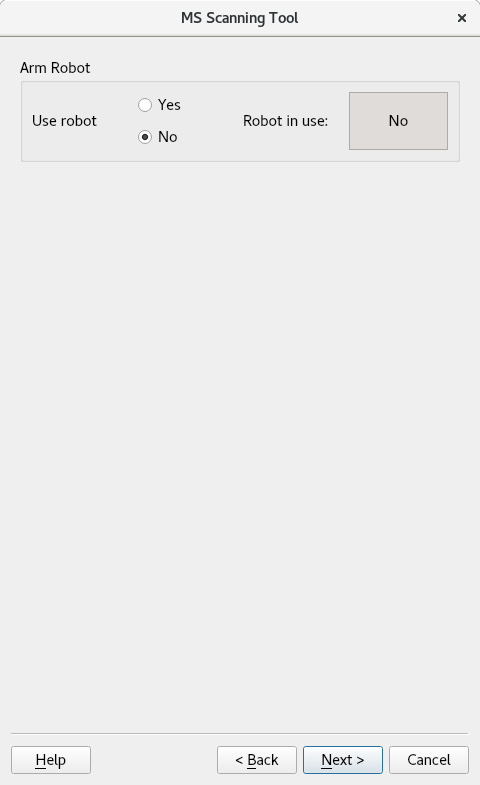 MS Scanning Tool
Arm Robot
Use robot
Yes
No
Robot in use:
No
Help
< Back
Next >
Cancel